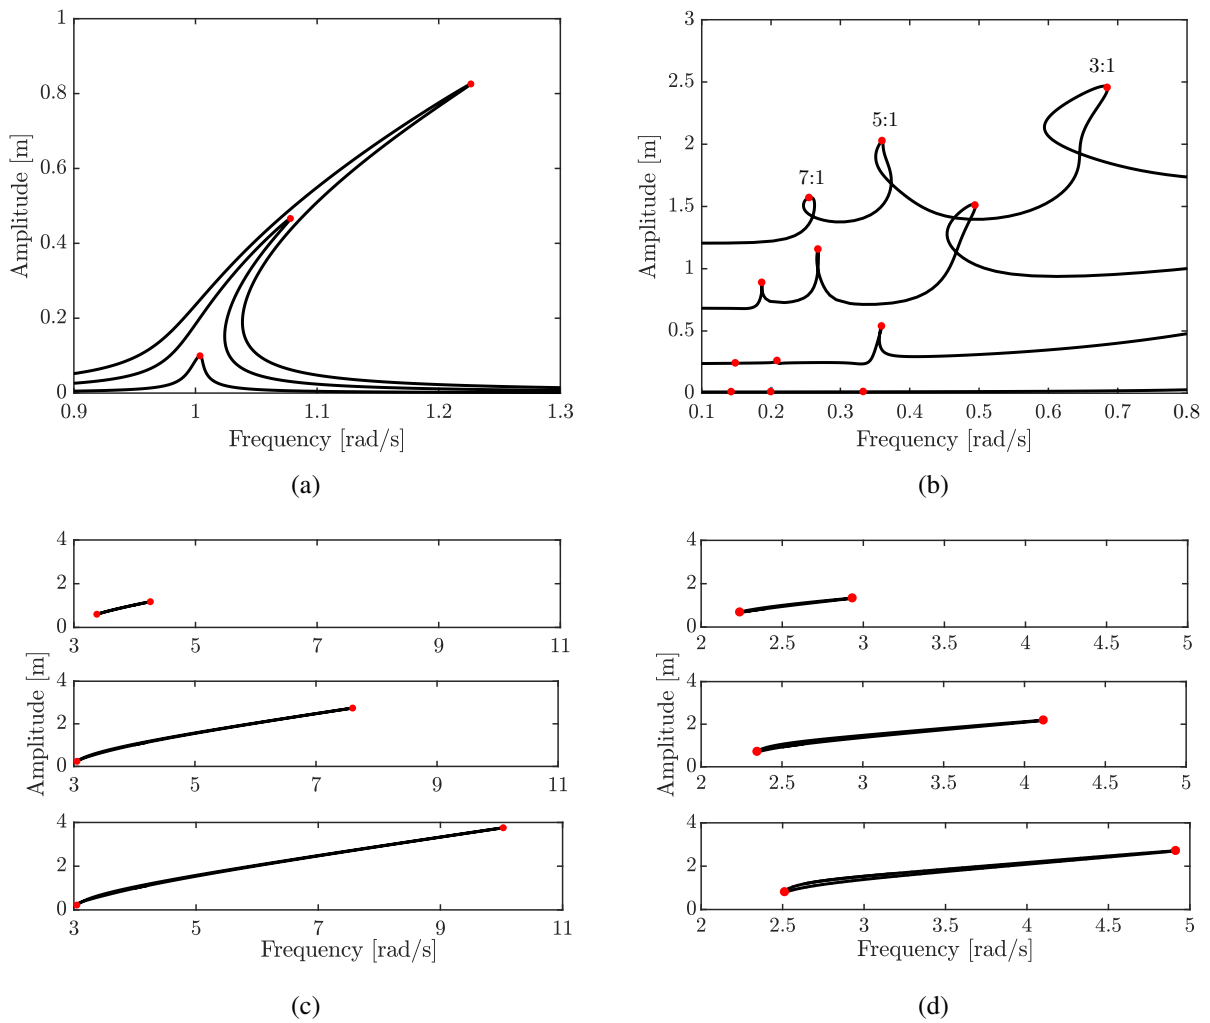 1
0.8
0.6
0.4
0.2
0
Amplitude [m]
0.9 1 1.1 1.2 1.3
Frequency [rad/s]
(a)
3
2.5
2
1.5
1
0.5
0
Amplitude [m]
3:1
5:1
7:1
0.1 0.2 0.3 0.4 0.5 0.6 0.7 0.8
Frequency [rad/s]
(b)
4
2
0
3 5 7 9 11
4
2
0
3 5 7 9 11
4
2
0
3 5 7 9 11
Amplitude [m]
Frequency [rad/s]
(c)
4
2
0
2 2.5 3 3.5 4 4.5 5
4
2
0
2 2.5 3 3.5 4 4.5 5
4
2
0
2 2.5 3 3.5 4 4.5 5
Amplitude [m]
Frequency [rad/s]
(d)